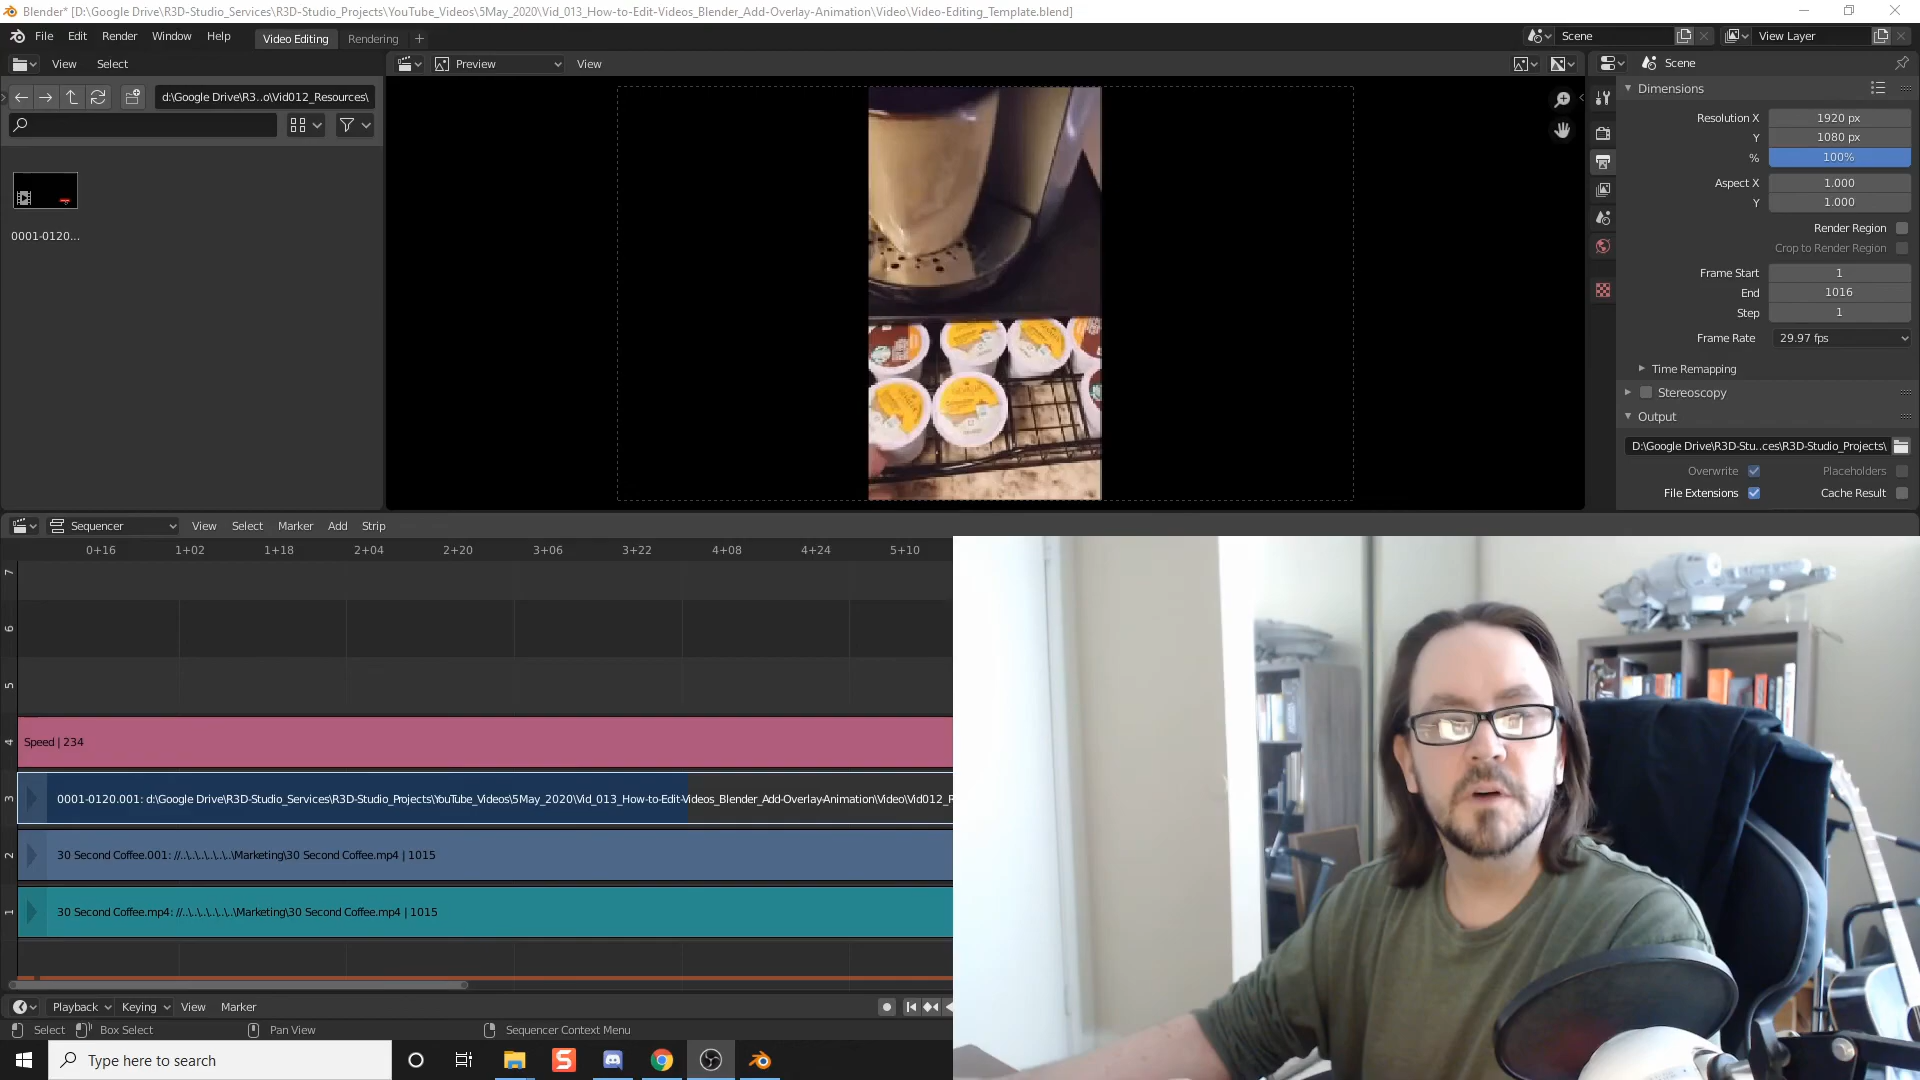 Blender* [D:\Google Drive\R3D-Studio_Services\R3D-Studio_Projects\YouTube_Videos\5May_2020\Vid_013_How-to-Edit-Videos_Blender_Add-Overlay-Animation\Video\Video-Editing_Template.blend]
File Edit Render Window Help Video Editing Rendering + Scene View Layer
View Select Preview View Scene
d:\Google Drive\R3...o\Vid012_Resources\
0001-0120...
Dimensions
Resolution X 1920 px
Y 1080 px
% 100%
Aspect X 1.000
Y 1.000
Render Region
Crop to Render Region
Frame Start 1
End 1016
Step 1
Frame Rate 29.97 fps
Time Remapping
Stereoscopy
Output
D:\Google Drive\R3D-Stu...ces\R3D-Studio_Projects\
Overwrite Placeholders
File Extensions Cache Result
Sequencer View Select Marker Add Strip
0+16 1+02 1+18 2+04 2+20 3+06 3+22 4+08 4+24 5+10
7
6
5
4 Speed | 234
3 0001-0120.001: d:\Google Drive\R3D-Studio_Services\R3D-Studio_Projects\YouTube_Videos\5May_2020\Vid_013_How-to-Edit-Videos_Blender_Add-Overlay-Animation\Video\Vid012_R
2 30 Second Coffee.001: //..\..\..\..\..\..\Marketing\30 Second Coffee.mp4 | 1015
1 30 Second Coffee.mp4: //..\..\..\..\..\..\Marketing\30 Second Coffee.mp4 | 1015
Playback Keying View Marker
Select Box Select Pan View Sequencer Context Menu
Type here to search